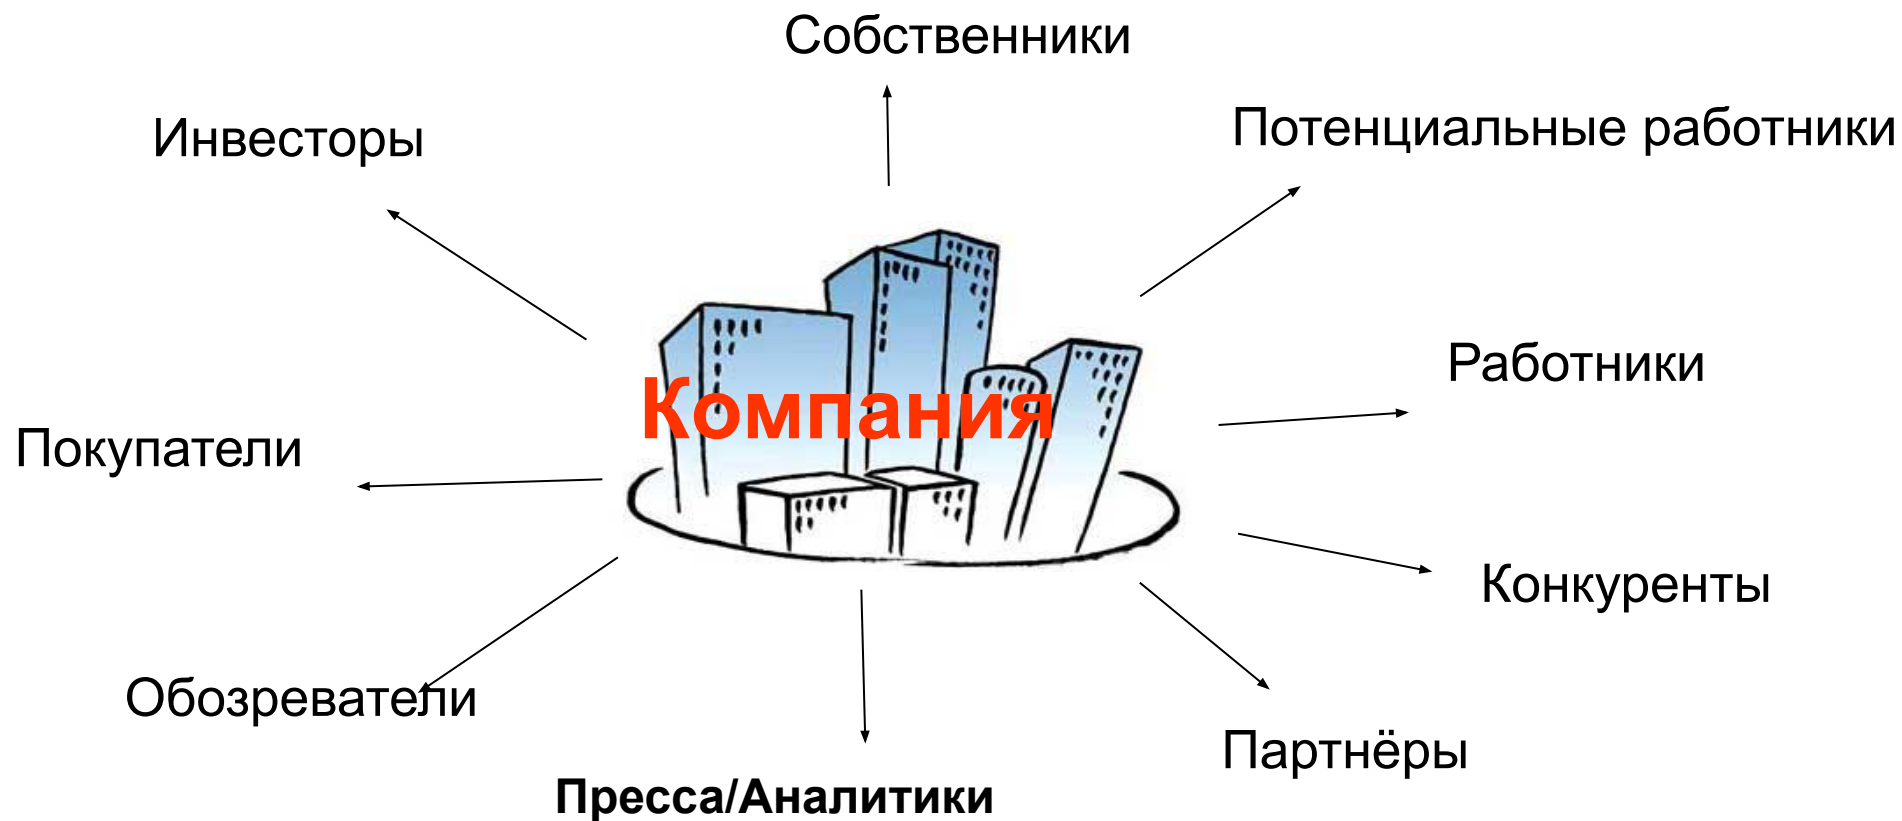 Собственники
Потенциальные работники
Инвесторы
Работники
Компания
Покупатели
Конкуренты
Обозреватели
Партнёры
Пресса/Аналитики